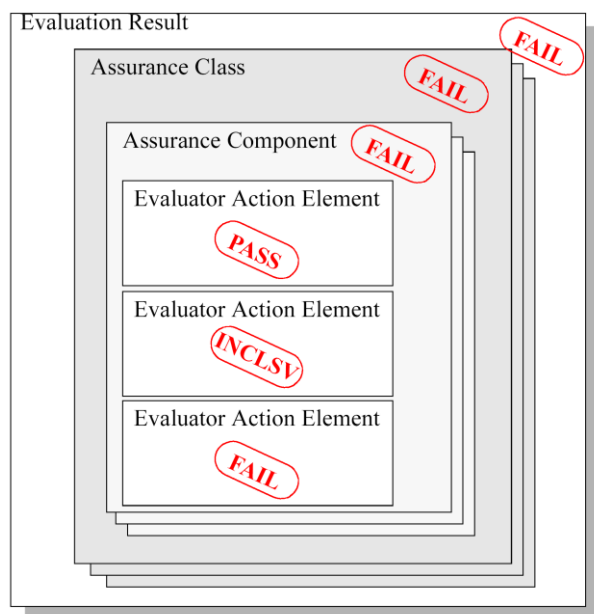 Evaluation Result
FAIL
Assurance Class
FAIL
Assurance Component
FAIL
Evaluator Action Element
PASS
Evaluator Action Element
INCLSV
Evaluator Action Element
FAIL